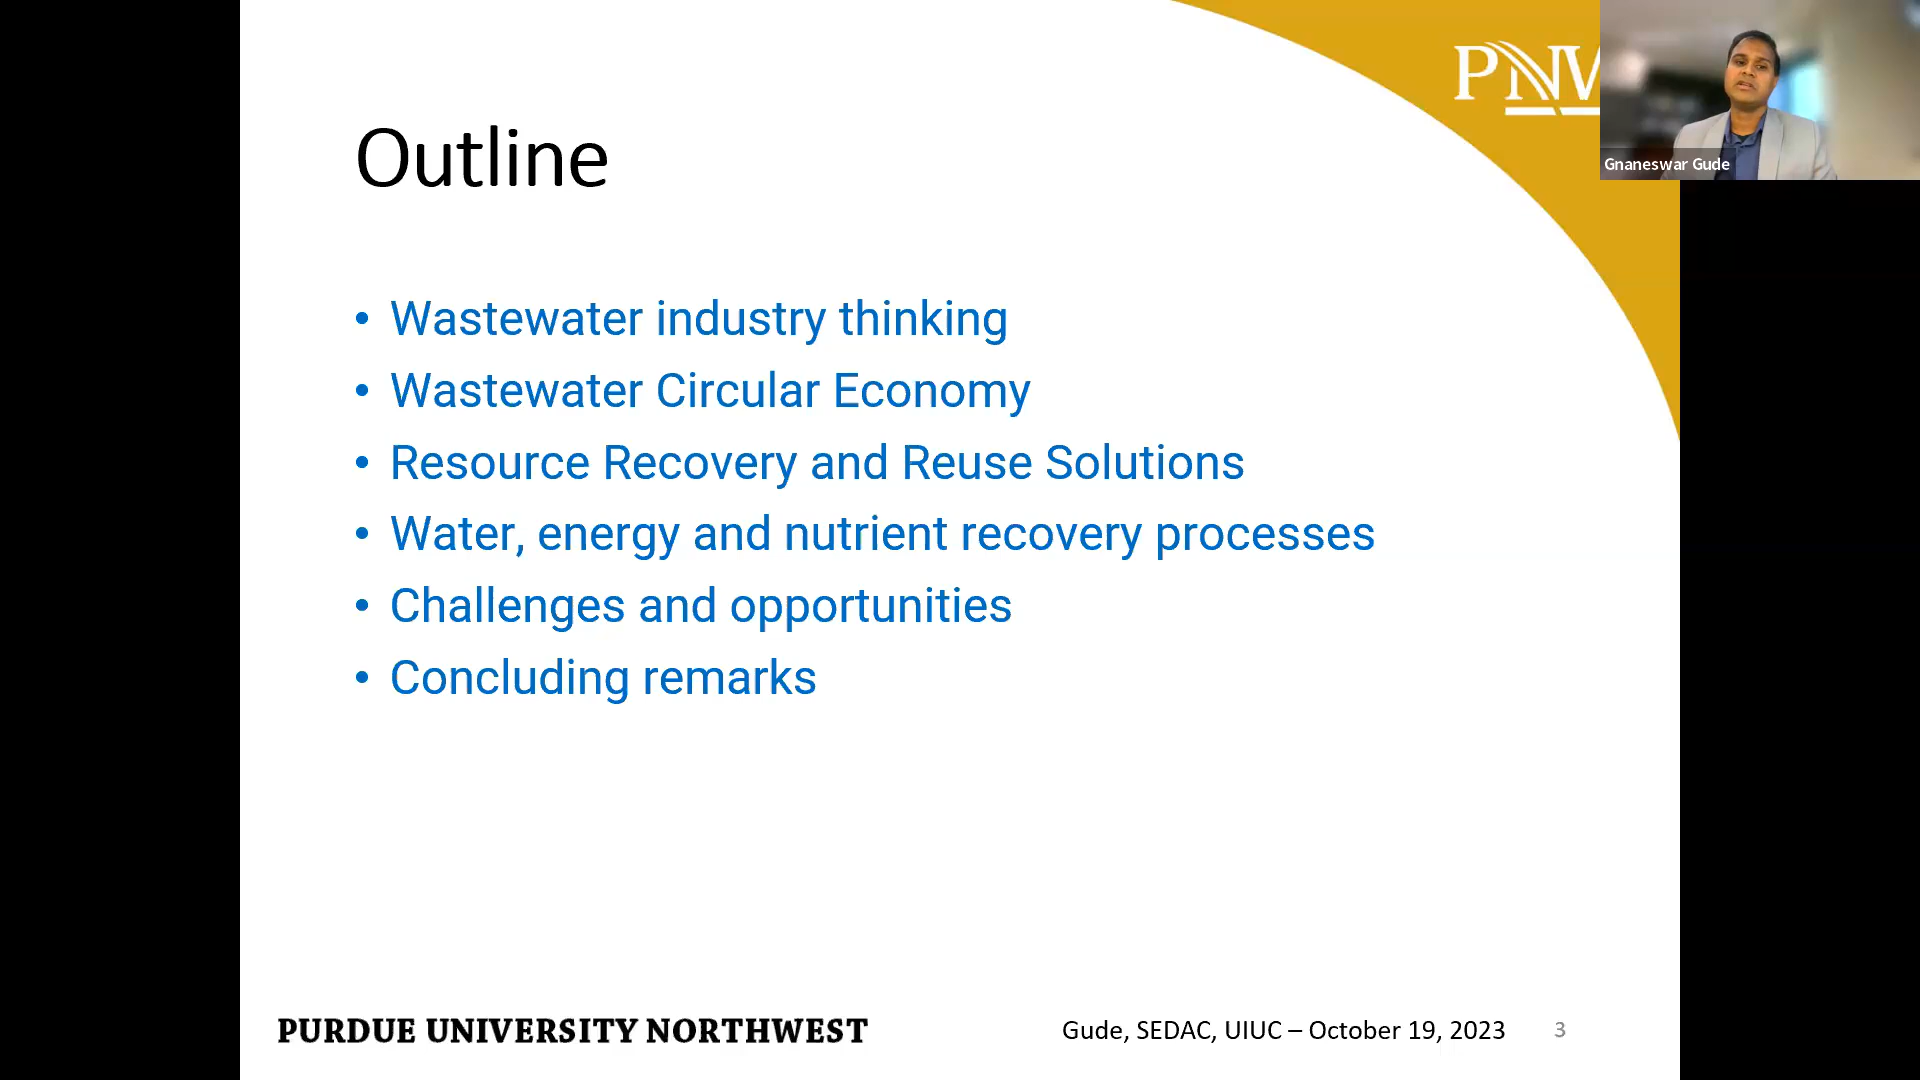 PNW
Gnaneswar Gude
Outline
• Wastewater industry thinking
• Wastewater Circular Economy
• Resource Recovery and Reuse Solutions
• Water, energy and nutrient recovery processes
• Challenges and opportunities
• Concluding remarks
PURDUE UNIVERSITY NORTHWEST
Gude, SEDAC, UIUC – October 19, 2023
3